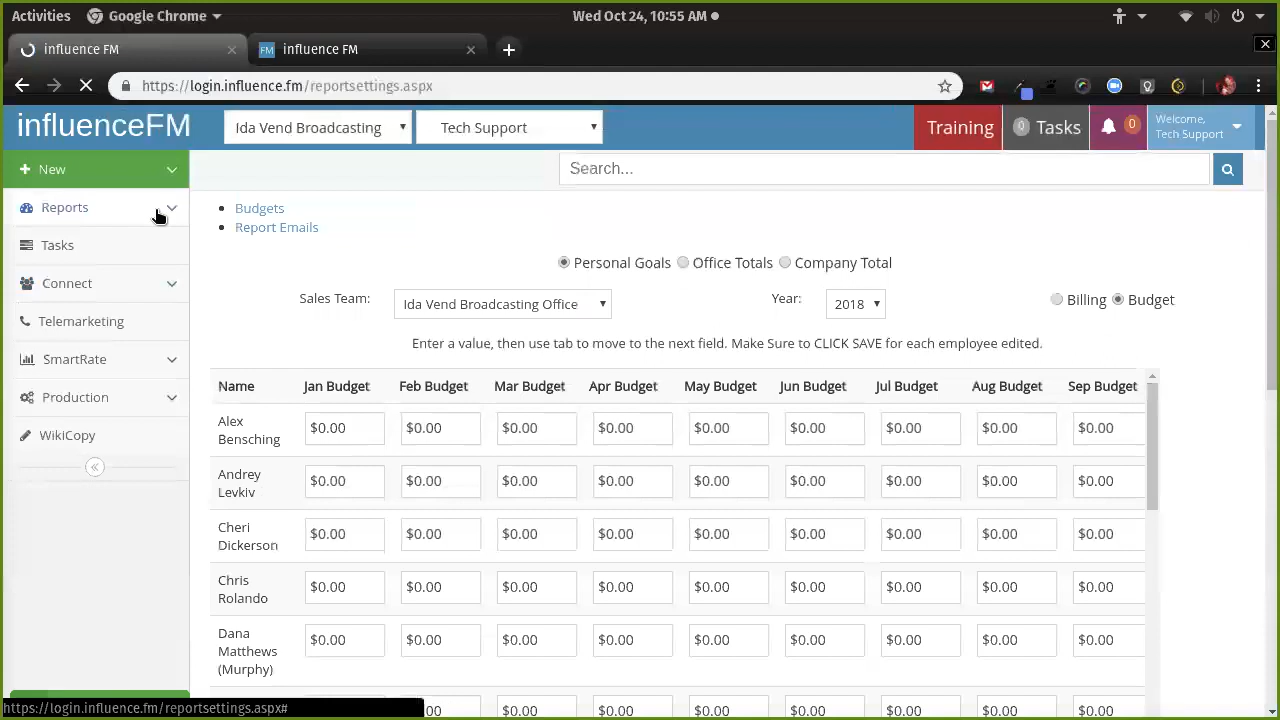 Activities Google Chrome Wed Oct 24, 10:55 AM
influence FM FM influence FM
https://login.influence.fm/reportsettings.aspx
influenceFM Ida Vend Broadcasting Tech Support Training 0 Tasks 0 Welcome, Tech Support
New Search...
Reports
Tasks
Connect
Telemarketing
SmartRate
Production
WikiCopy
Budgets
Report Emails
Personal Goals Office Totals Company Total
Sales Team: Ida Vend Broadcasting Office Year: 2018 Billing Budget
Enter a value, then use tab to move to the next field. Make Sure to CLICK SAVE for each employee edited.
Name Jan Budget Feb Budget Mar Budget Apr Budget May Budget Jun Budget Jul Budget Aug Budget Sep Budget
Alex Bensching $0.00 $0.00 $0.00 $0.00 $0.00 $0.00 $0.00 $0.00 $0.00
Andrey Levkiv $0.00 $0.00 $0.00 $0.00 $0.00 $0.00 $0.00 $0.00 $0.00
Cheri Dickerson $0.00 $0.00 $0.00 $0.00 $0.00 $0.00 $0.00 $0.00 $0.00
Chris Rolando $0.00 $0.00 $0.00 $0.00 $0.00 $0.00 $0.00 $0.00 $0.00
Dana Matthews (Murphy) $0.00 $0.00 $0.00 $0.00 $0.00 $0.00 $0.00 $0.00 $0.00
.00 $0.00 $0.00 $0.00 $0.00 $0.00 $0.00 $0.00
https://login.influence.fm/reportsettings.aspx#